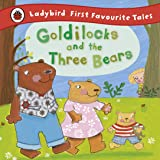 Ladybird First Favourite Tales
Goldilocks
and the
Three Bears